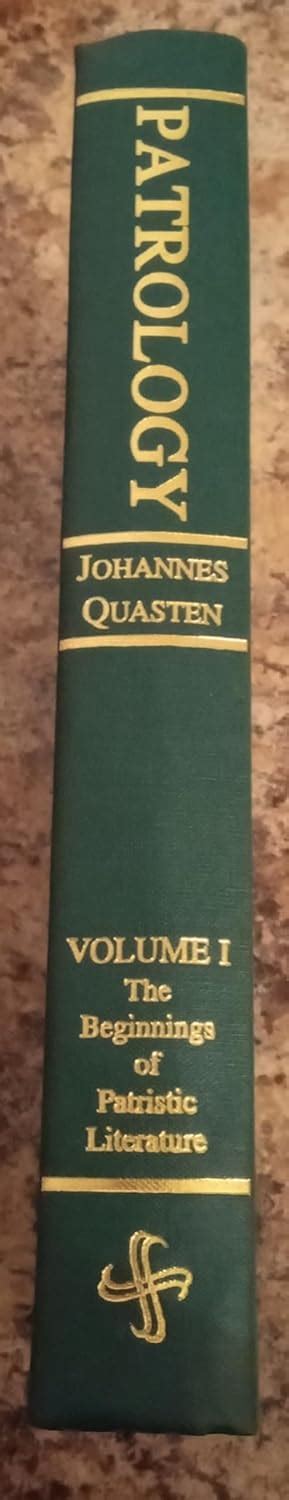 PATROLOGY
JOHANNES
QUASTEN
VOLUME I
The
Beginnings
of
Patristic
Literature